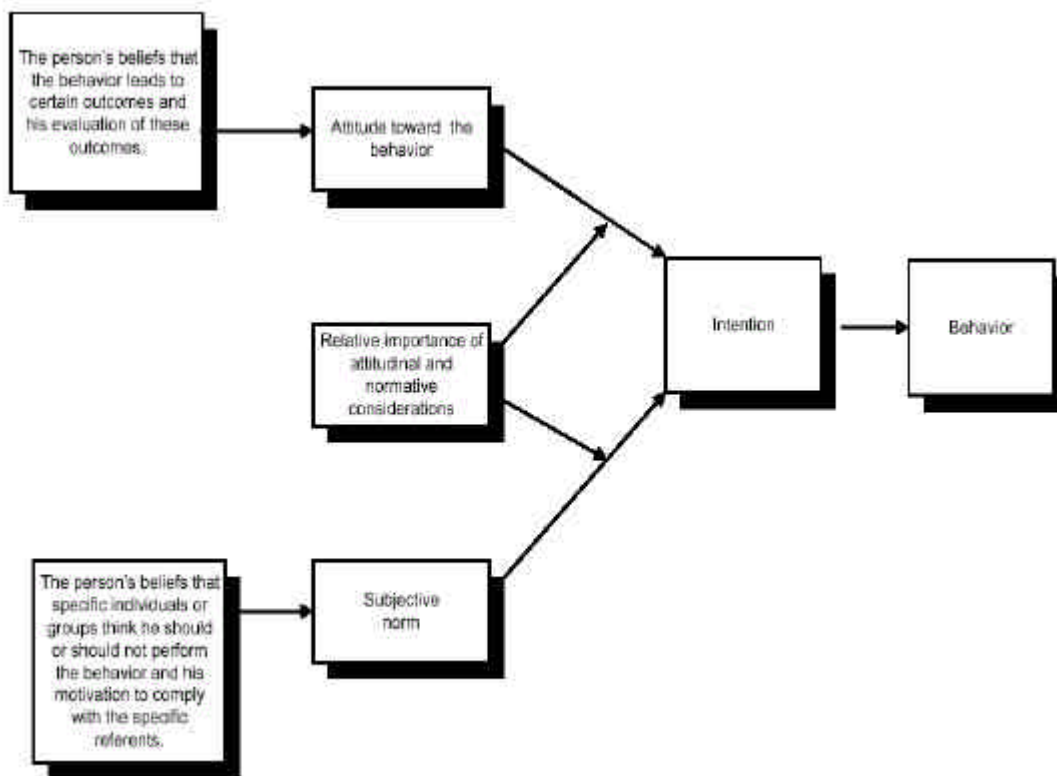 The person's beliefs that
the behavior leads to
certain outcomes and
his evaluation of these
outcomes.
Attitude toward the
behavior
Relative importance of
attitudinal and
normative
considerations
Intention
Behavior
The person's beliefs that
specific individuals or
groups think he should
or should not perform
the behavior and his
motivation to comply
with the specific
referents.
Subjective
norm